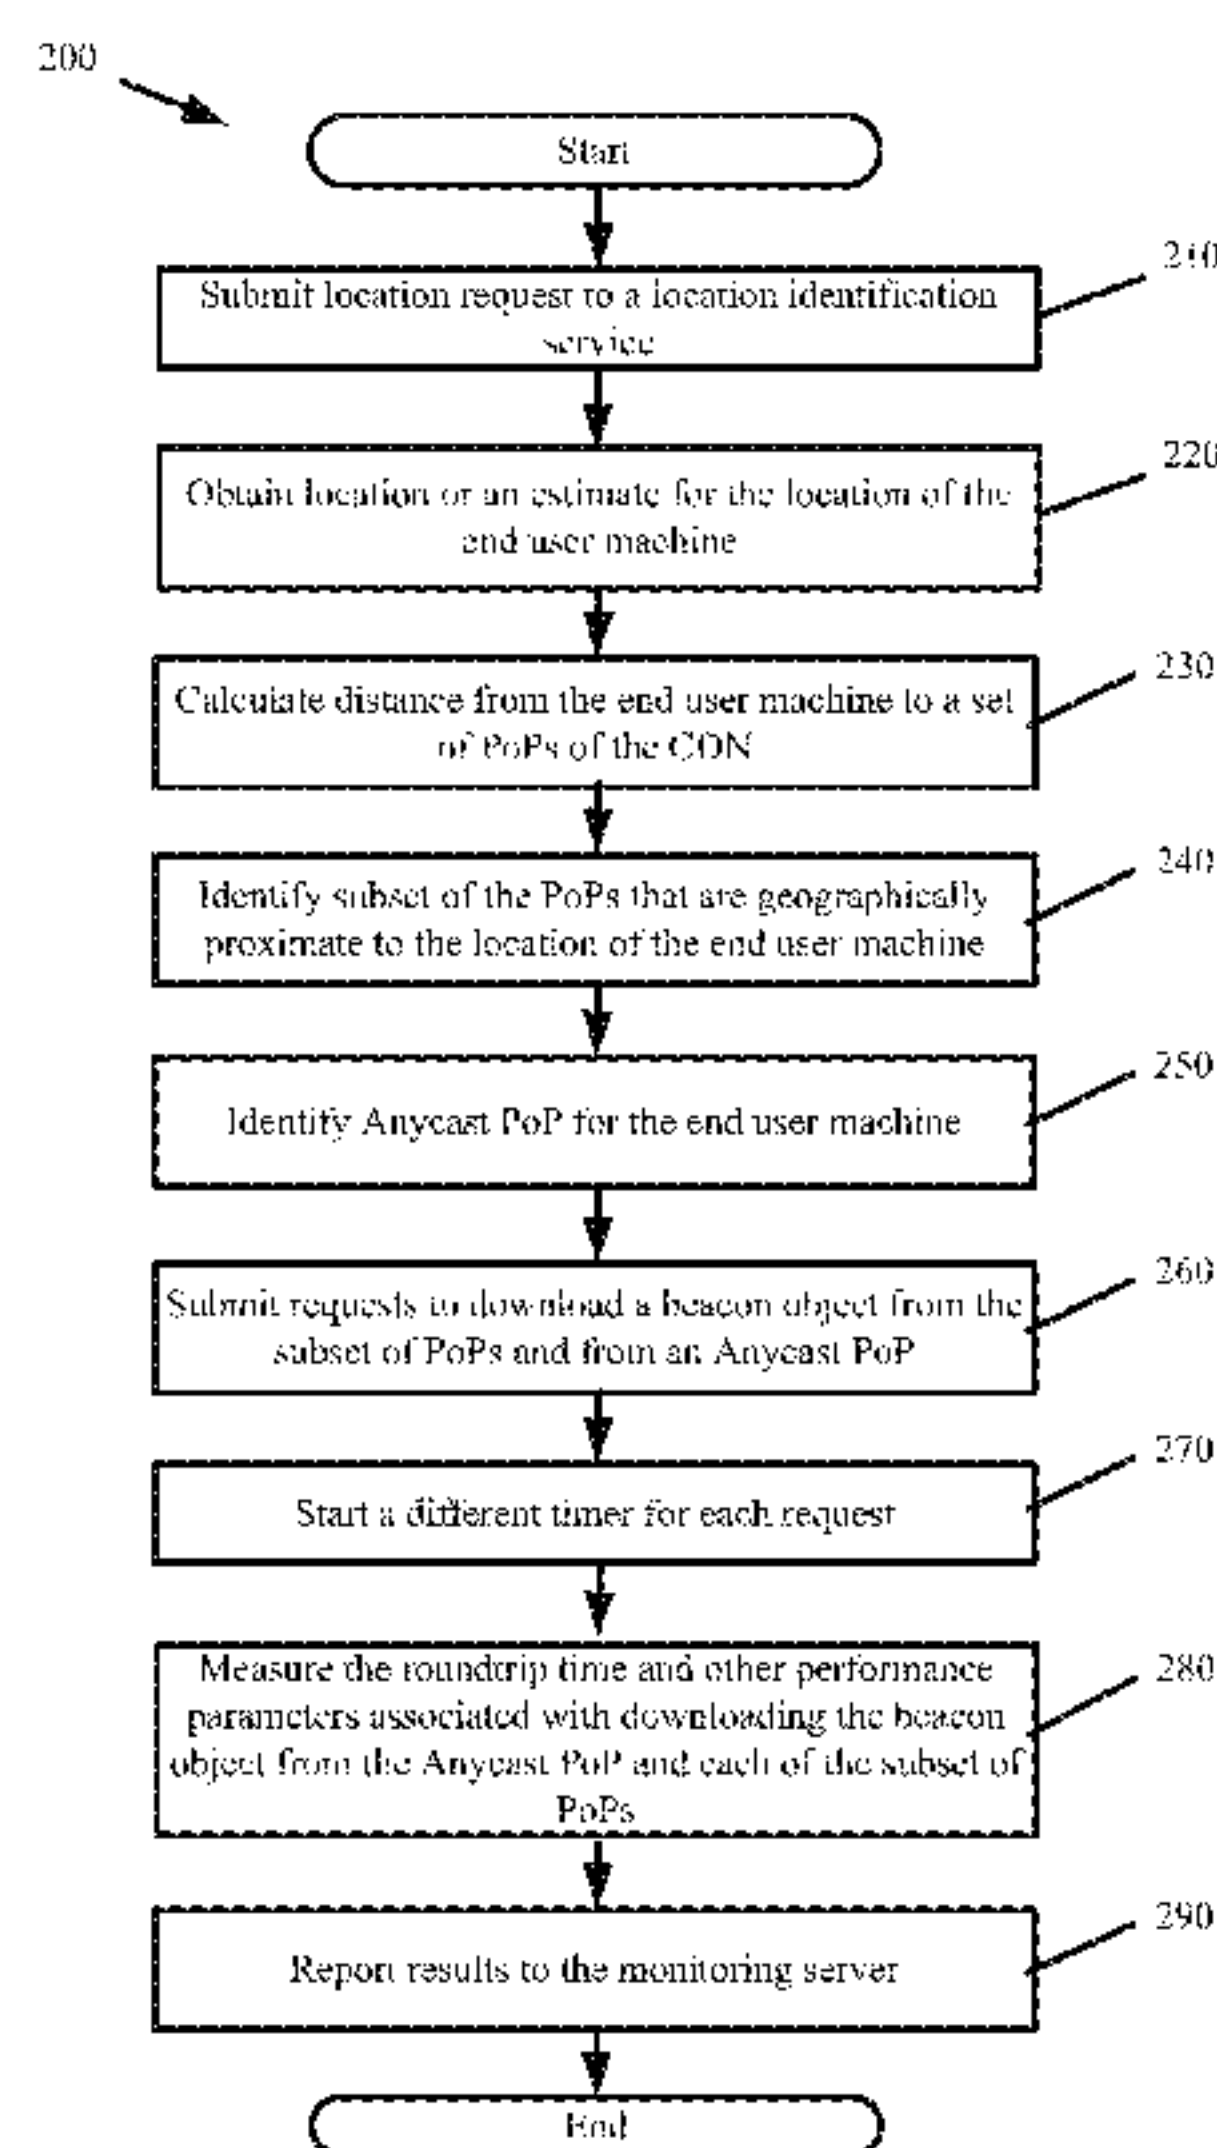 200
Start
210
Submit location request to a location identification
service
220
Obtain location or an estimate for the location of the
end user machine
230
Calculate distance from the end user machine to a set
of PoPs of the CDN
240
Identify subset of the PoPs that are geographically
proximate to the location of the end user machine
250
Identify Anycast PoP for the end user machine
260
Submit requests to download a beacon object from the
subset of PoPs and from an Anycast PoP
270
Start a different timer for each request
280
Measure the roundtrip time and other performance
parameters associated with downloading the beacon
object from the Anycast PoP and each of the subset of
PoPs
290
Report results to the monitoring server
End